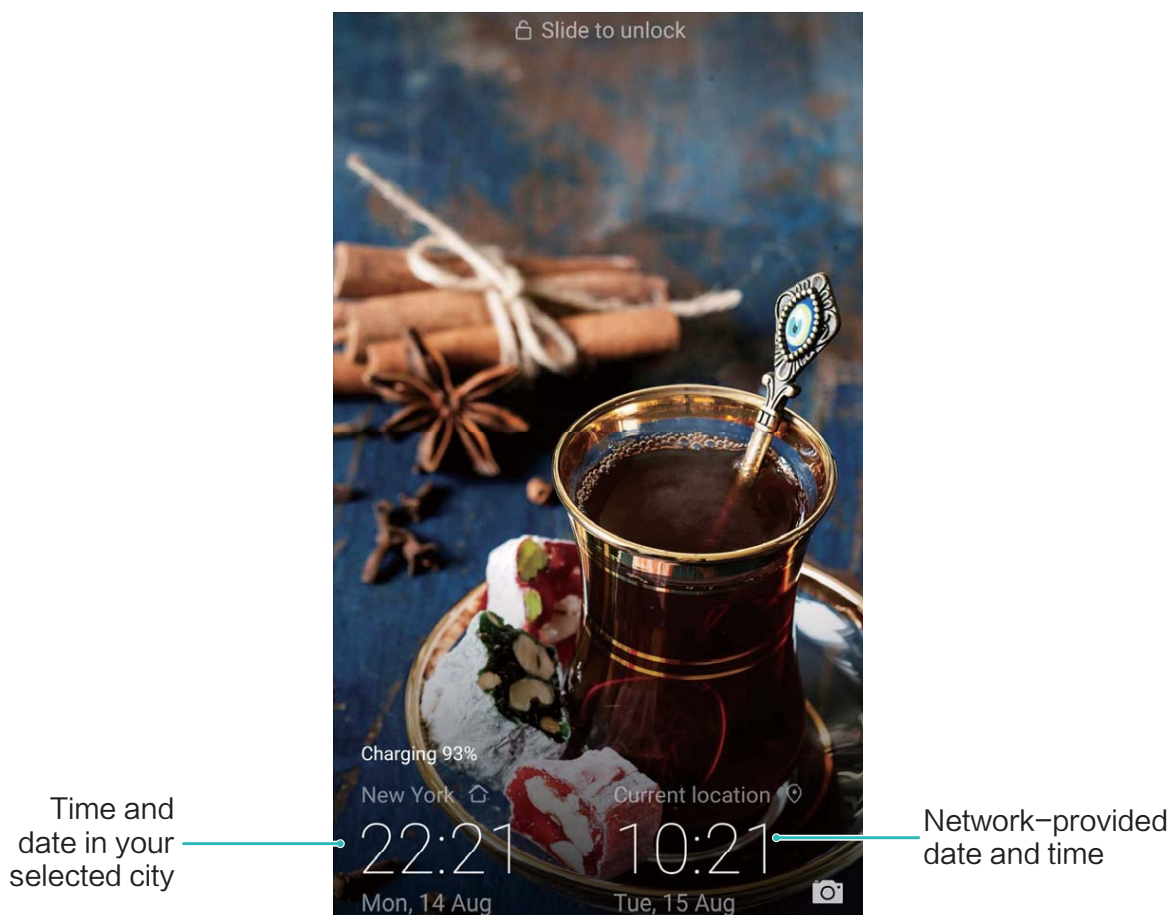 Slide to unlock
Charging 93%
New York
Current location
22:21
10:21
Mon, 14 Aug
Tue, 15 Aug
Time and
date in your
selected city
Network-provided
date and time